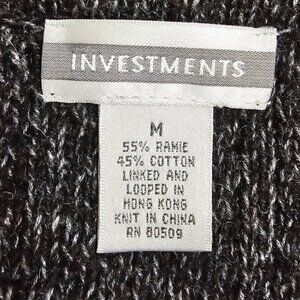 INVESTMENTS
M
55% RAMIE
45% COTTON
LINKED AND
LOOPED IN
HONG KONG
KNIT IN CHINA
RN 80509